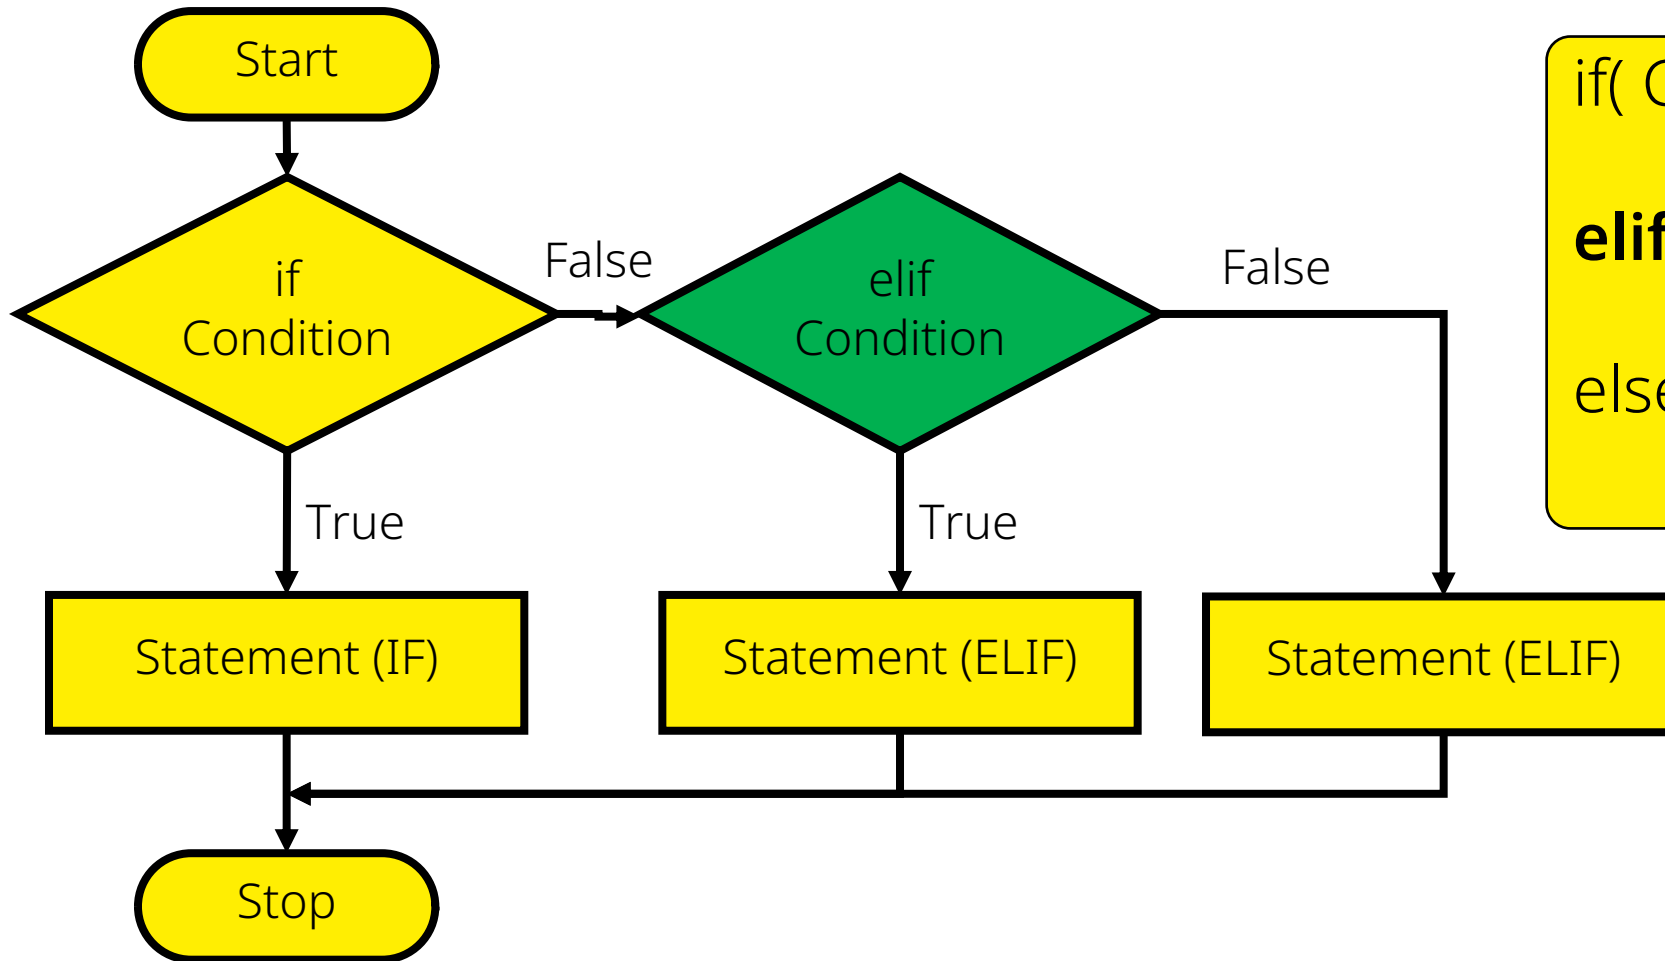 Start
if(
elif
else
if
Condition
False
elif
Condition
False
True
True
Statement (IF)
Statement (ELIF)
Statement (ELIF)
Stop